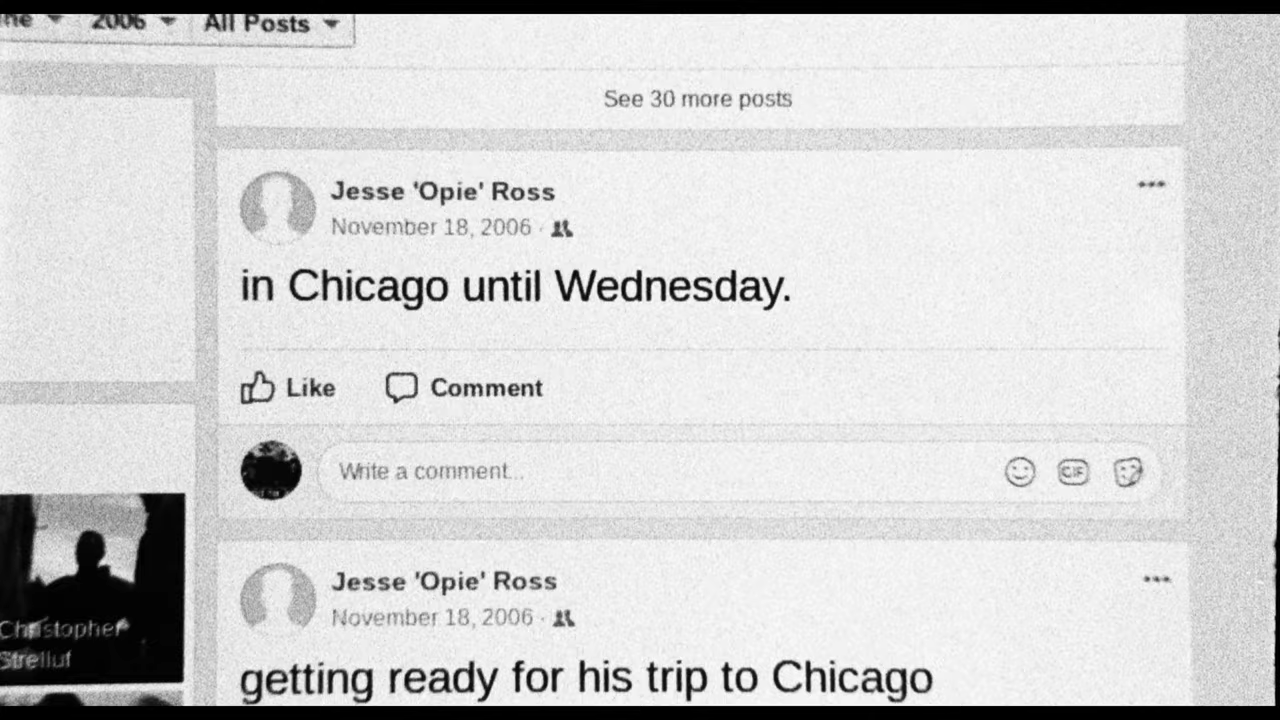 2006 All Posts
See 30 more posts
Jesse 'Opie' Ross
November 18, 2006 ·
in Chicago until Wednesday.
Like Comment
Write a comment...
GIF
Jesse 'Opie' Ross
November 18, 2006 ·
Christopher
Strelluf
getting ready for his trip to Chicago